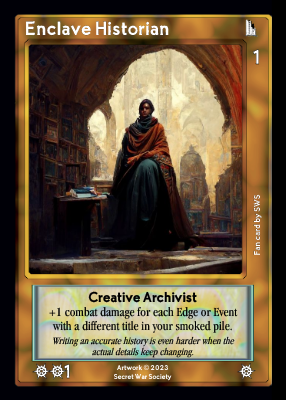 Enclave Historian
1
Fan card by SWS
Creative Archivist
+1 combat damage for each Edge or Event
with a different title in your smoked pile.
Writing an accurate history is even harder when the
actual details keep changing.
1
Artwork © 2023
Secret War Society